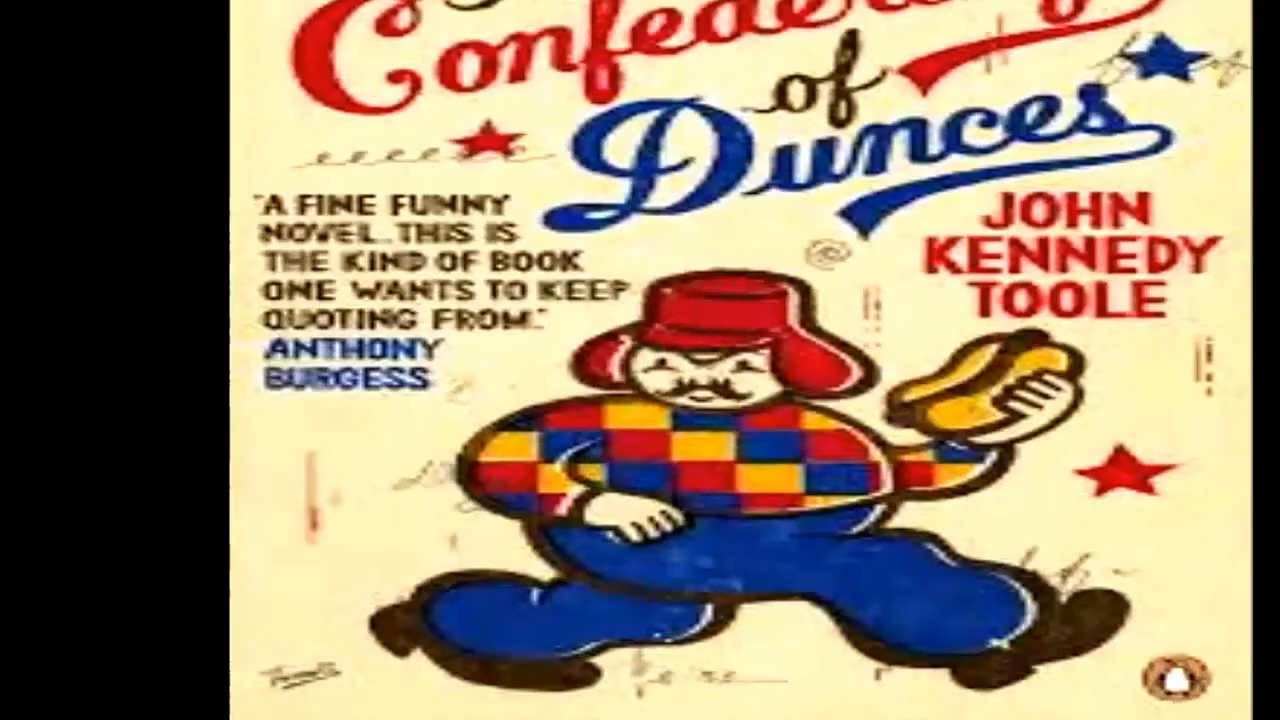 Confederacy
of
Dunces
"A FINE FUNNY
NOVEL...THIS IS
THE KIND OF BOOK
ONE WANTS TO KEEP
QUOTING FROM."
ANTHONY
BURGESS
JOHN
KENNEDY
TOOLE